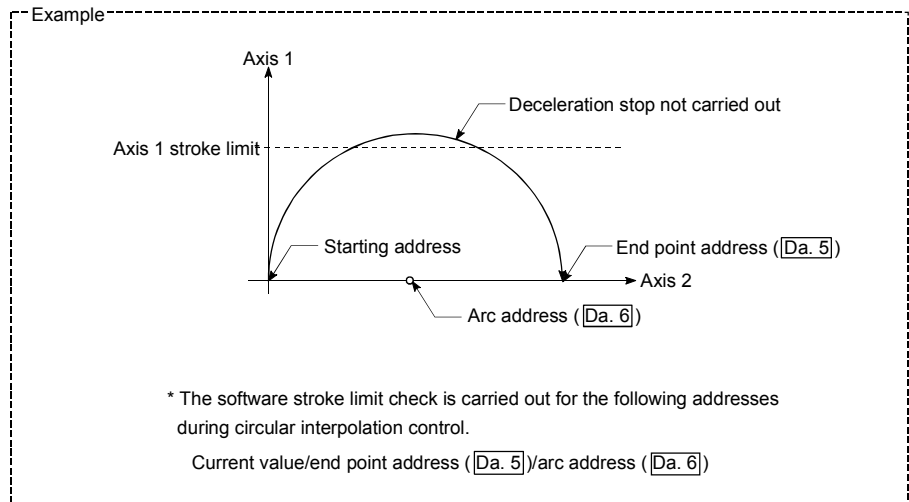 Example
Axis 1
Deceleration stop not carried out
Axis 1 stroke limit
Starting address
End point address ( Da. 5 )
Axis 2
Arc address ( Da. 6 )
* The software stroke limit check is carried out for the following addresses
during circular interpolation control.
Current value/end point address ( Da. 5 )/arc address ( Da. 6 )